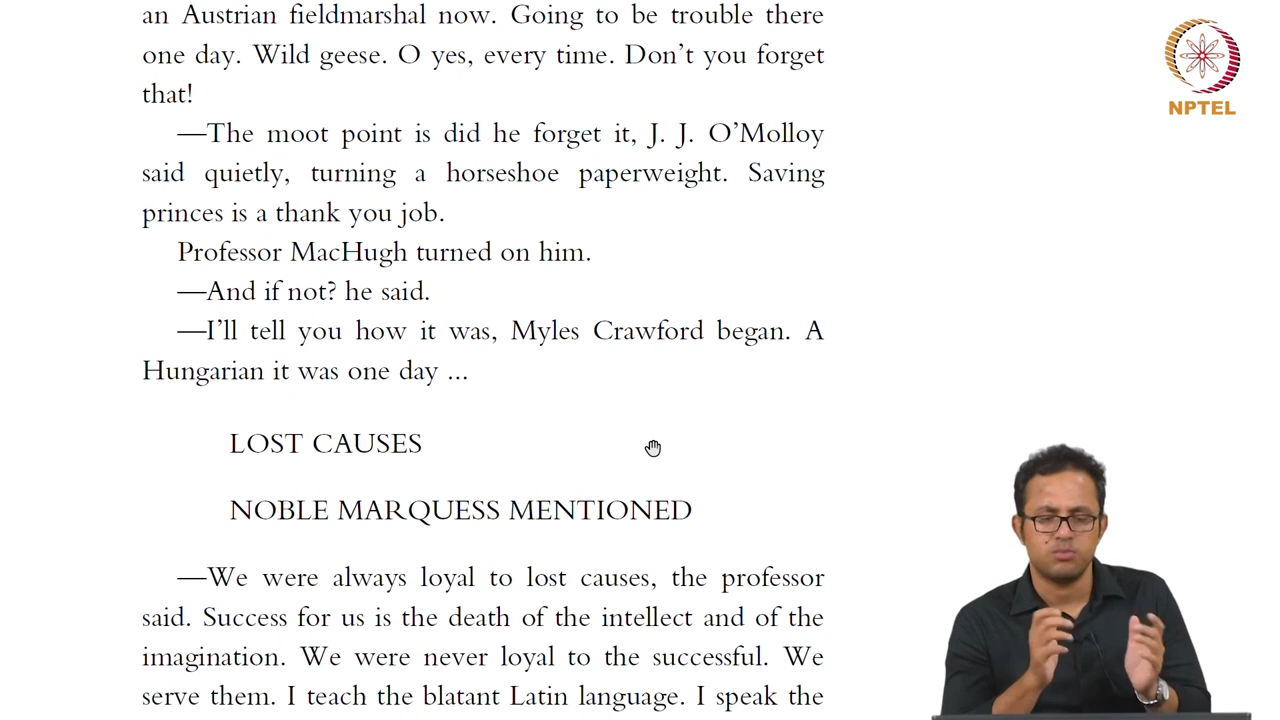 an Austrian fieldmarshal now. Going to be trouble there
one day. Wild geese. O yes, every time. Don’t you forget
that!
—The moot point is did he forget it, J. J. O’Molloy
said quietly, turning a horseshoe paperweight. Saving
princes is a thank you job.
Professor MacHugh turned on him.
—And if not? he said.
—I’ll tell you how it was, Myles Crawford began. A
Hungarian it was one day ...
LOST CAUSES
NOBLE MARQUESS MENTIONED
—We were always loyal to lost causes, the professor
said. Success for us is the death of the intellect and of the
imagination. We were never loyal to the successful. We
serve them. I teach the blatant Latin language. I speak the
NPTEL